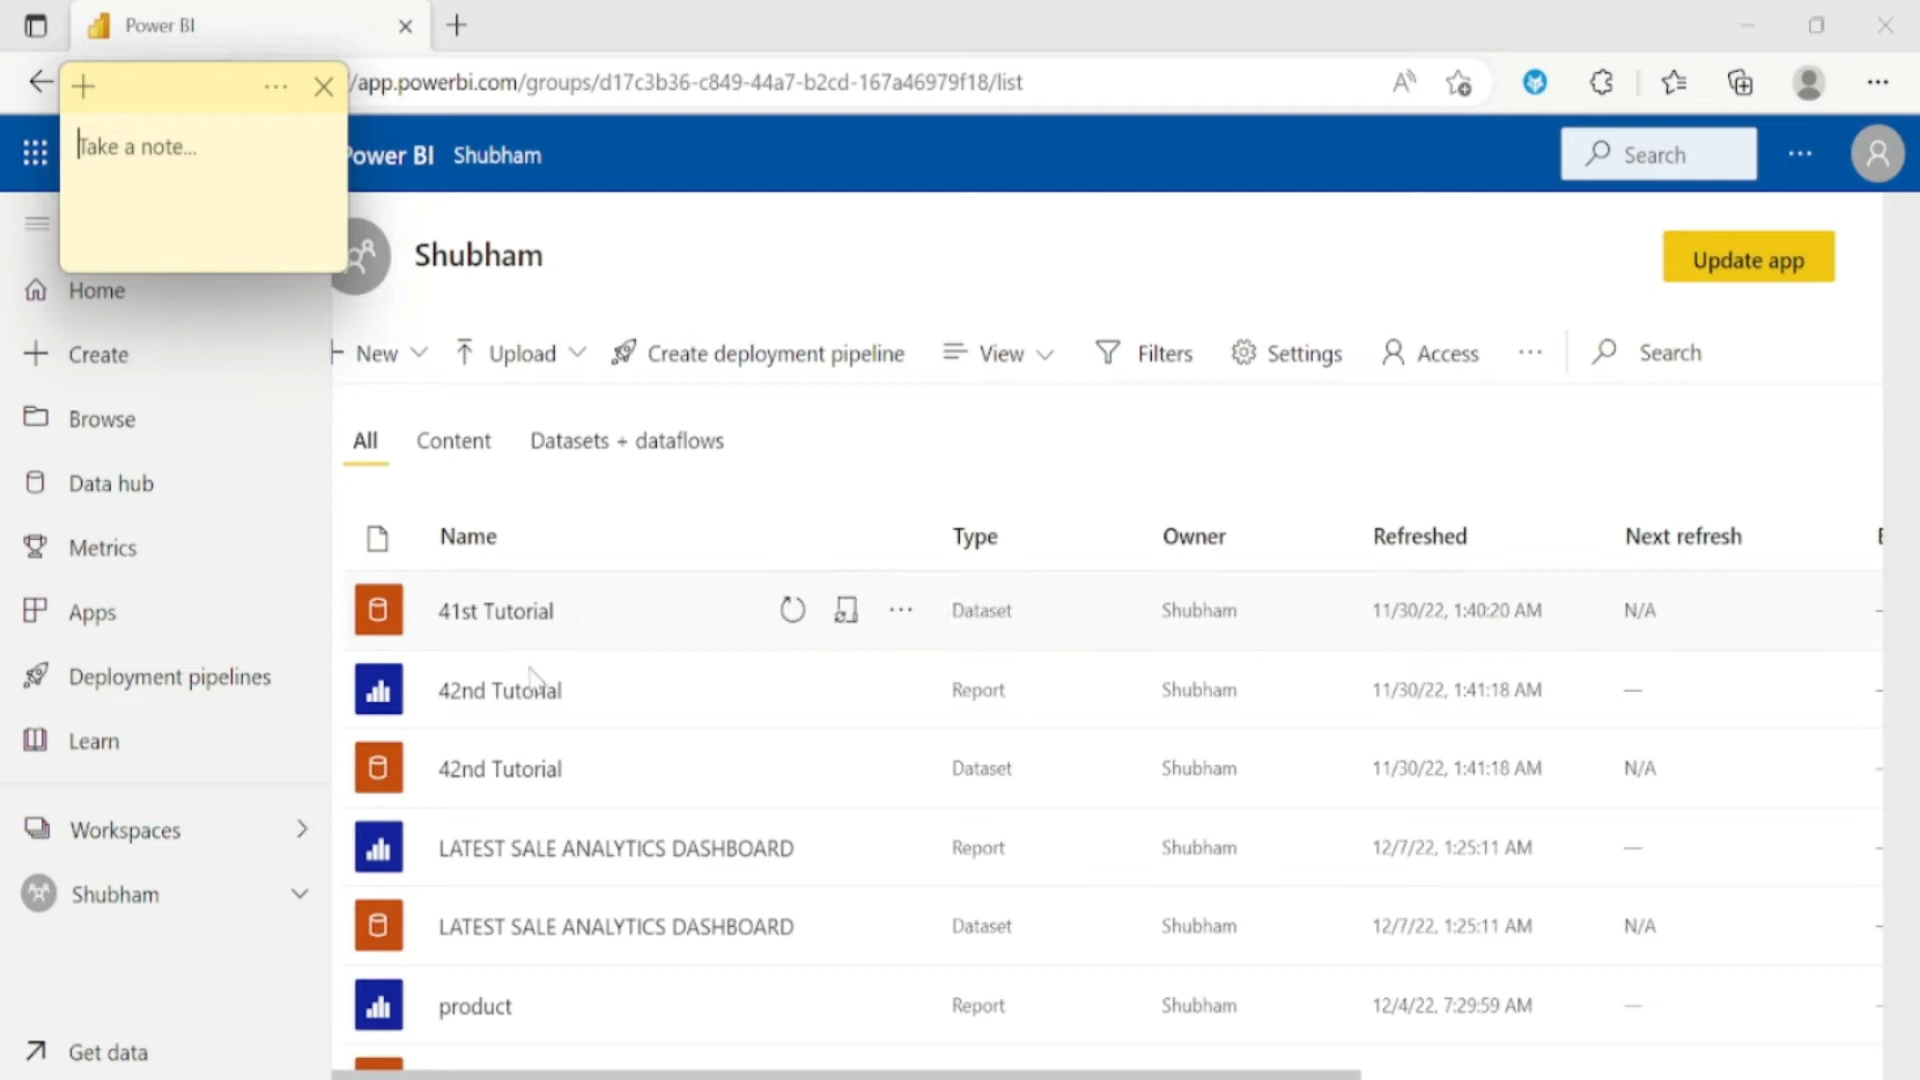 Power BI
/app.powerbi.com/groups/d17c3b36-c849-44a7-b2cd-167a46979f18/list
Take a note...
Power BI Shubham
Search
Shubham
Update app
Home
Create
Browse
Data hub
Metrics
Apps
Deployment pipelines
Learn
Workspaces
Shubham
Get data
New Upload Create deployment pipeline View Filters Settings Access ... Search
All Content Datasets + dataflows
Name Type Owner Refreshed Next refresh
41st Tutorial Dataset Shubham 11/30/22, 1:40:20 AM N/A
42nd Tutorial Report Shubham 11/30/22, 1:41:18 AM —
42nd Tutorial Dataset Shubham 11/30/22, 1:41:18 AM N/A
LATEST SALE ANALYTICS DASHBOARD Report Shubham 12/7/22, 1:25:11 AM —
LATEST SALE ANALYTICS DASHBOARD Dataset Shubham 12/7/22, 1:25:11 AM N/A
product Report Shubham 12/4/22, 7:29:59 AM —